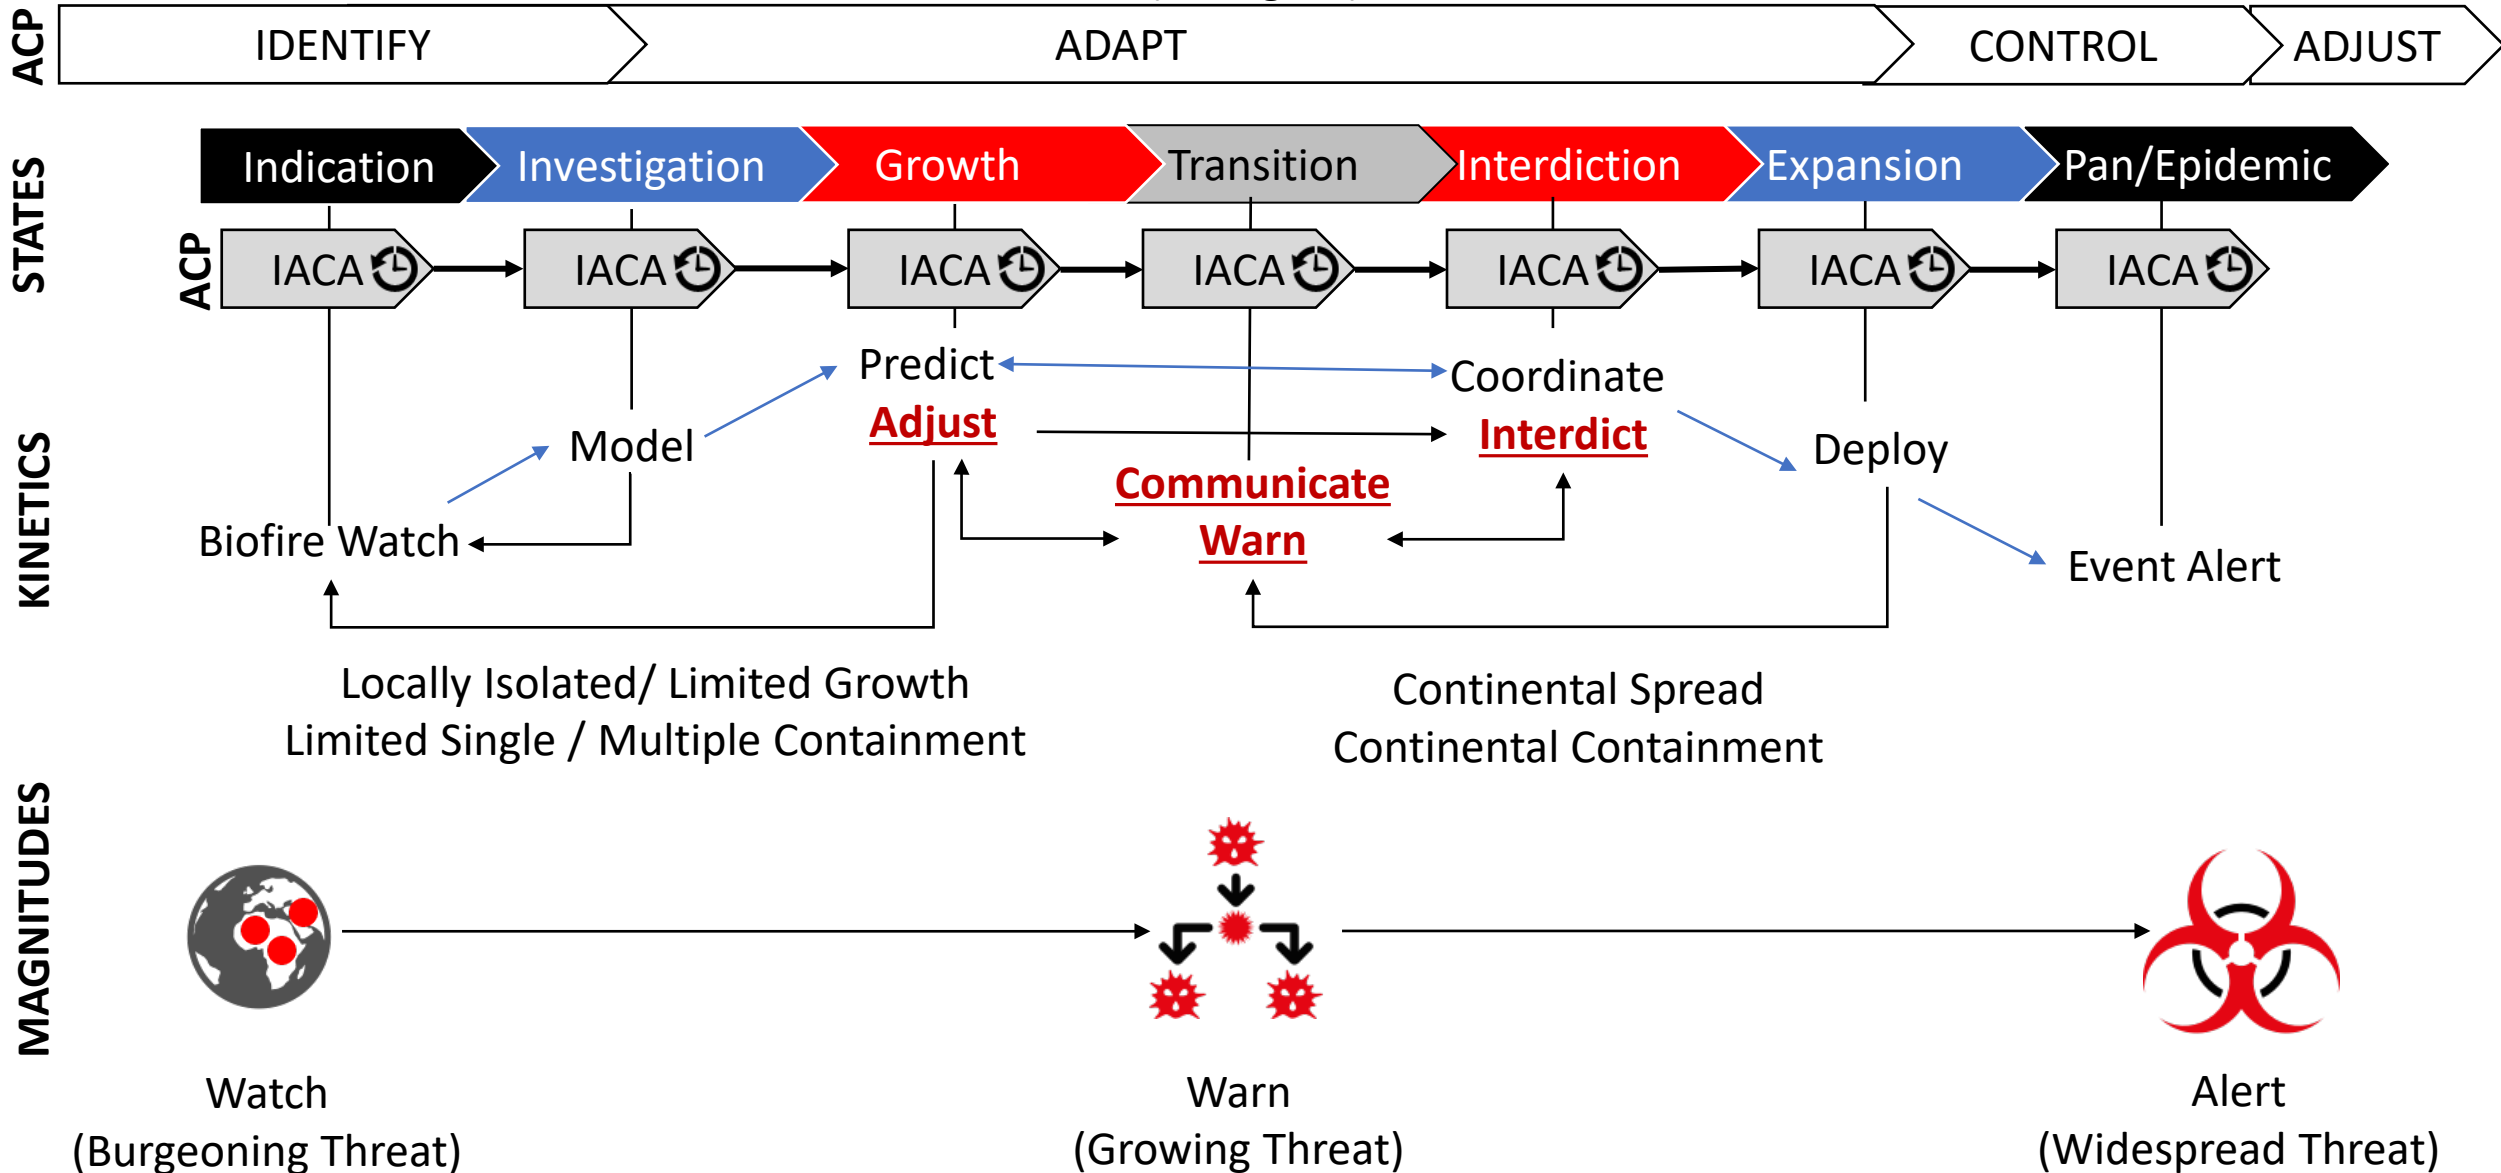 ACP
IDENTIFY
ADAPT
CONTROL
ADJUST
STATES
Indication
Investigation
Growth
Transition
Interdiction
Expansion
Pan/Epidemic
ACP
IACA
IACA
IACA
IACA
IACA
IACA
IACA
KINETICS
Predict
Adjust
Coordinate
Interdict
Model
Deploy
Communicate
Warn
Biofire Watch
Event Alert
Locally Isolated/ Limited Growth
Limited Single / Multiple Containment
Continental Spread
Continental Containment
MAGNITUDES
Watch
(Burgeoning Threat)
Warn
(Growing Threat)
Alert
(Widespread Threat)